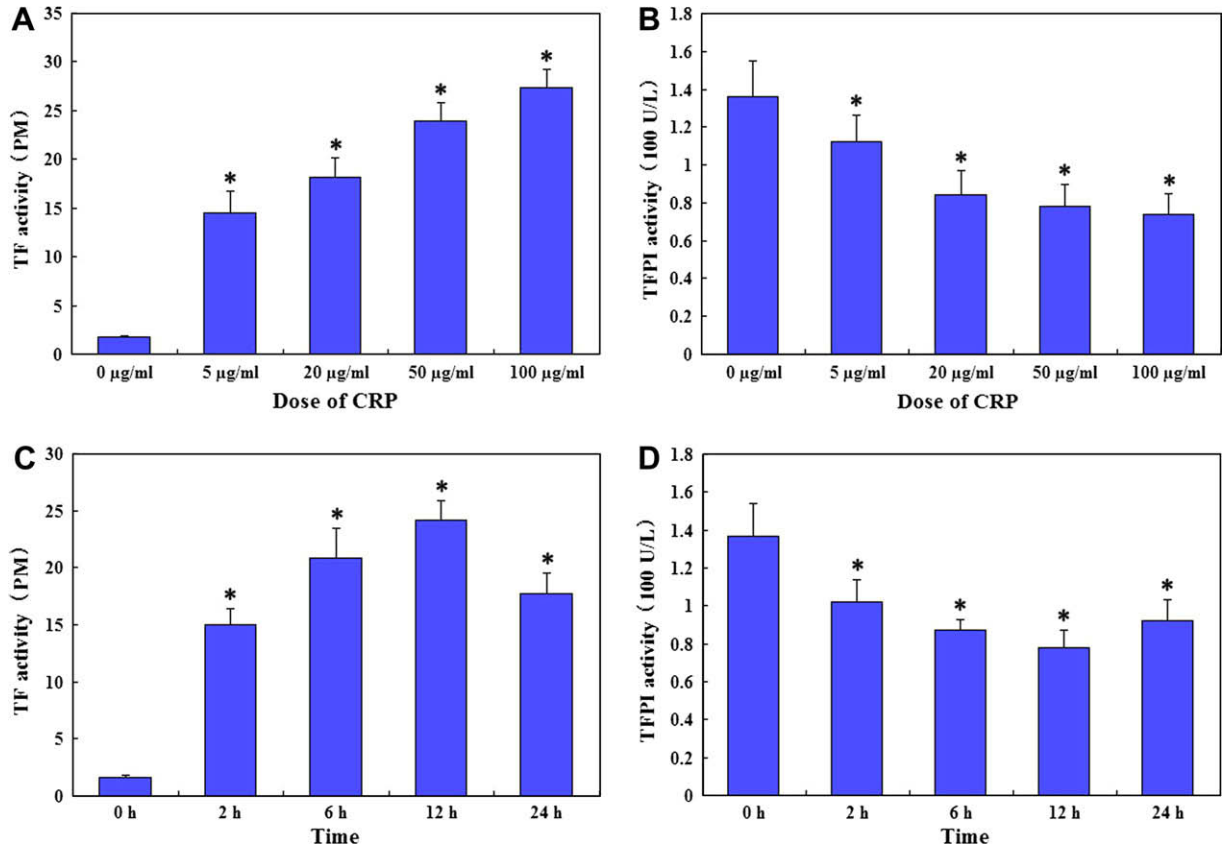 A
TF activity (PM)
35
30
25
20
15
10
5
0
* * * *
0 µg/ml 5 µg/ml 20 µg/ml 50 µg/ml 100 µg/ml
Dose of CRP
B
TFPI activity (100 U/L)
1.8
1.6
1.4
1.2
1
0.8
0.6
0.4
0.2
0
* * * *
0 µg/ml 5 µg/ml 20 µg/ml 50 µg/ml 100 µg/ml
Dose of CRP
C
TF activity (PM)
30
25
20
15
10
5
0
* * * *
0 h 2 h 6 h 12 h 24 h
Time
D
TFPI activity (100 U/L)
1.8
1.6
1.4
1.2
1
0.8
0.6
0.4
0.2
0
* * * *
0 h 2 h 6 h 12 h 24 h
Time